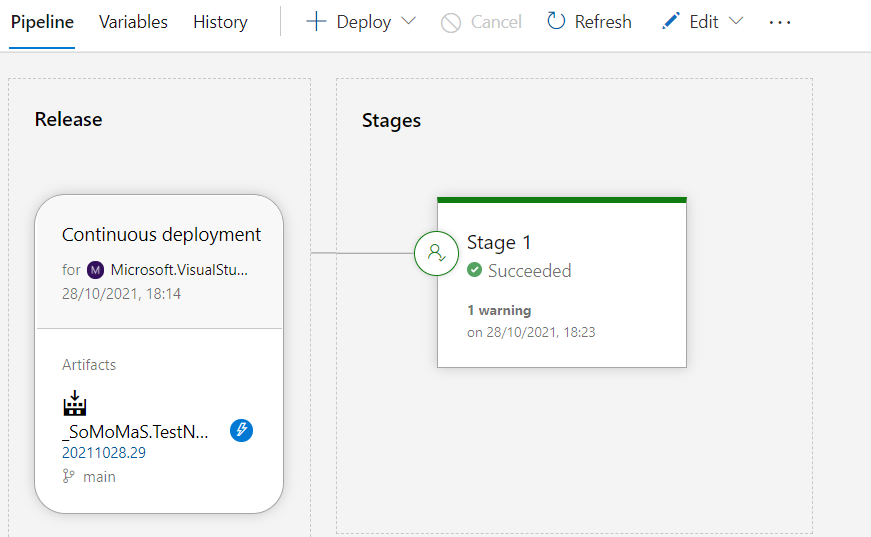 Pipeline Variables History Deploy Cancel Refresh Edit ...
Release
Continuous deployment
for M Microsoft.VisualStu...
28/10/2021, 18:14
Artifacts
_SoMoMaS.TestN...
20211028.29
main
Stages
Stage 1
Succeeded
1 warning
on 28/10/2021, 18:23